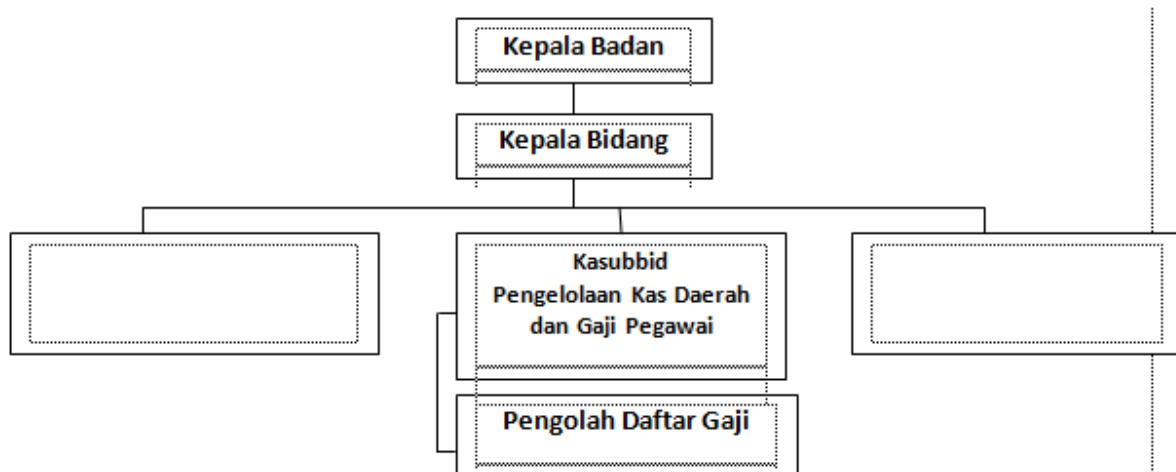 Kepala Badan
Kepala Bidang
Kasubbid
Pengelolaan Kas Daerah
dan Gaji Pegawai
Pengolah Daftar Gaji